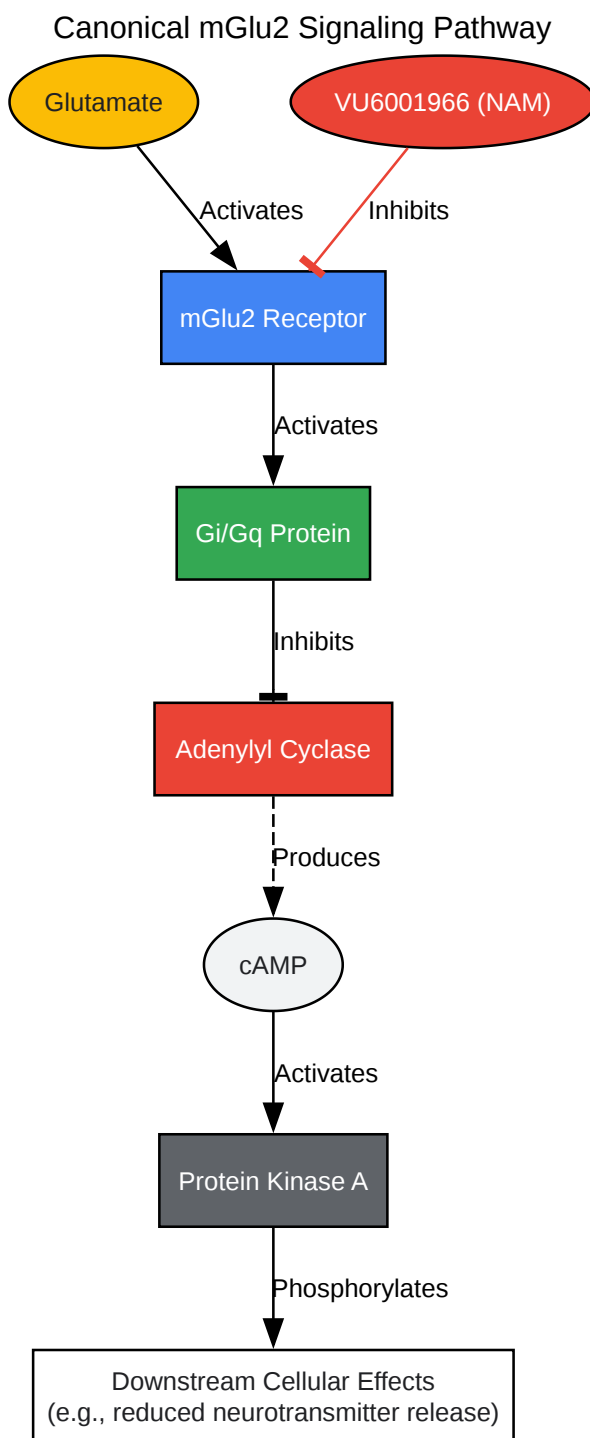 Canonical mGlu2 Signaling Pathway
Glutamate
VU6001966 (NAM)
Activates
Inhibits
mGlu2 Receptor
Activates
Gi/Gq Protein
Inhibits
Adenylyl Cyclase
Produces
cAMP
Activates
Protein Kinase A
Phosphorylates
Downstream Cellular Effects
(e.g., reduced neurotransmitter release)